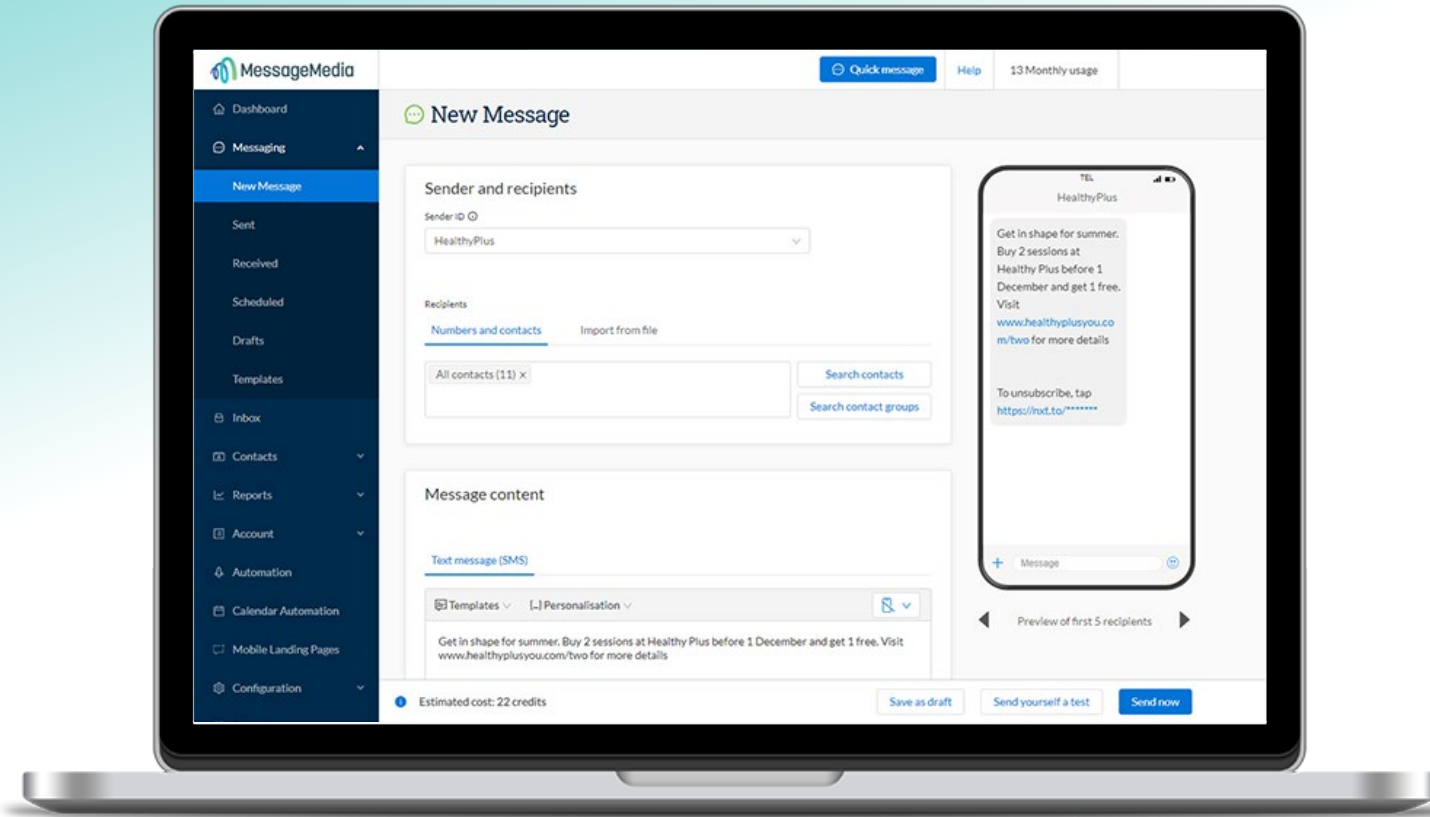 MessageMedia
Quick message
Help
13 Monthly usage
Dashboard
Messaging
New Message
Sent
Received
Scheduled
Drafts
Templates
Inbox
Contacts
Reports
Account
Automation
Calendar Automation
Mobile Landing Pages
Configuration
New Message
Sender and recipients
Sender ID
HealthyPlus
Recipients
Numbers and contacts
Import from file
All contacts (11) ×
Search contacts
Search contact groups
Message content
Text message (SMS)
Templates
Personalisation
Get in shape for summer. Buy 2 sessions at Healthy Plus before 1 December and get 1 free. Visit
www.healthyplusyou.com/two for more details
Estimated cost: 22 credits
Save as draft
Send yourself a test
Send now
TEL
HealthyPlus
Get in shape for summer.
Buy 2 sessions at
Healthy Plus before 1
December and get 1 free.
Visit
www.healthyplusyou.co
m/two for more details
To unsubscribe, tap
https://nxt.to/*******
Message
Preview of first 5 recipients